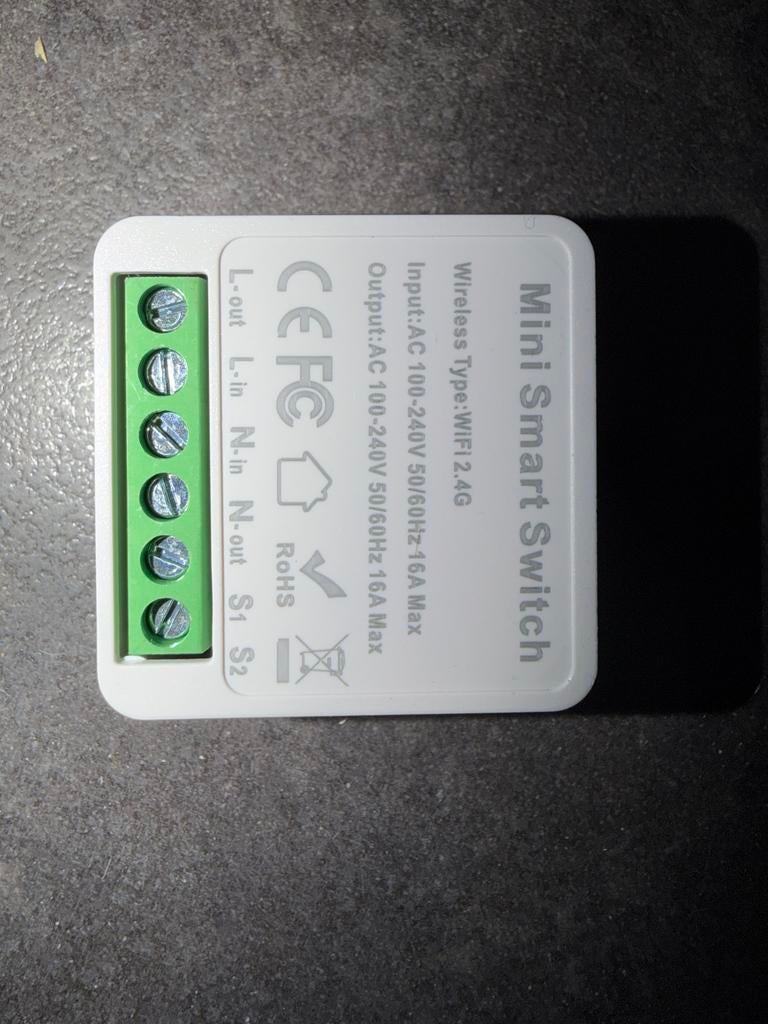 Mini Smart Switch
Wireless Type:WiFi 2.4G
Input:AC 100-240V 50/60Hz 16A Max
Output:AC 100-240V 50/60Hz 16A Max
CE FC RoHS
L-out L-in N-in N-out S1 S2